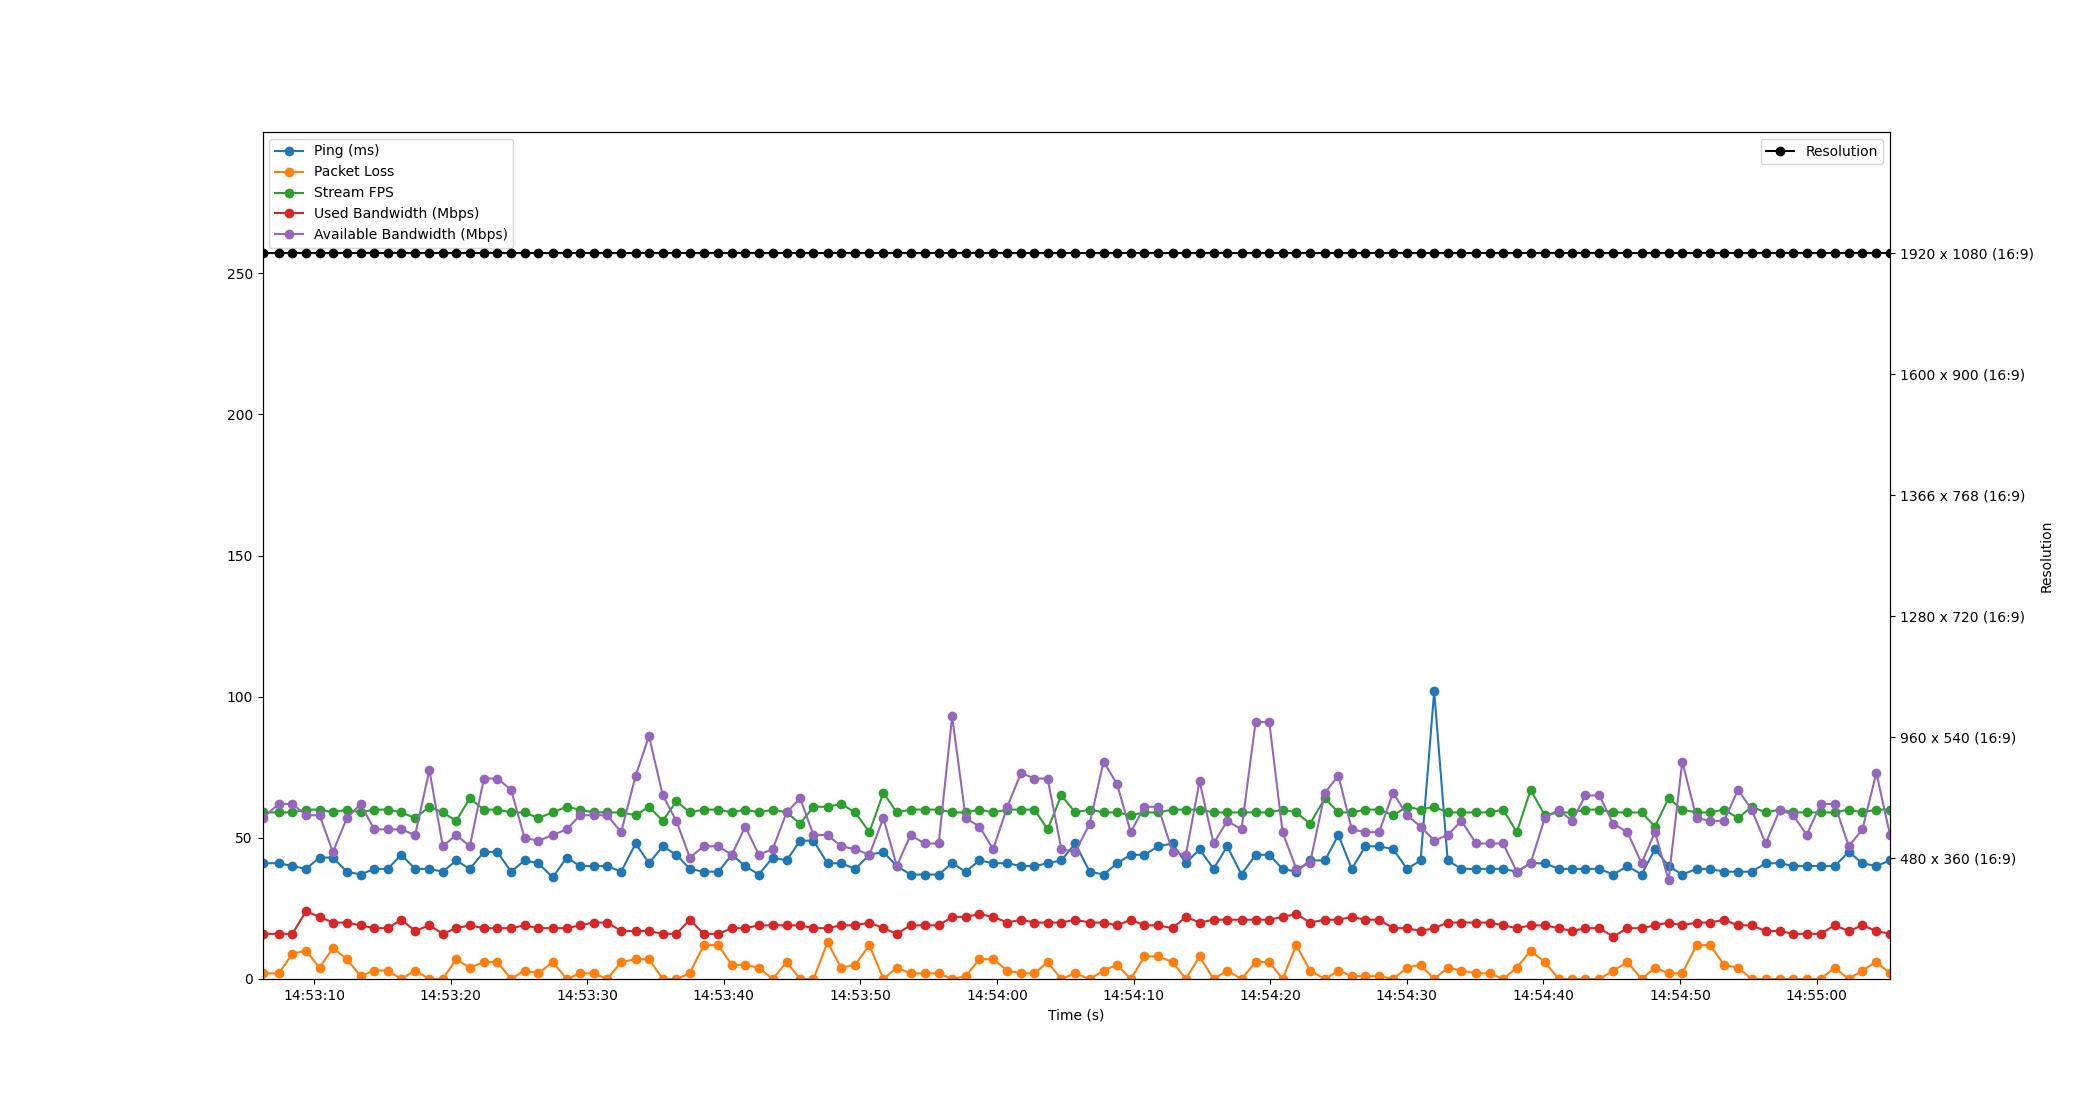 Ping (ms)
Packet Loss
Stream FPS
Used Bandwidth (Mbps)
Available Bandwidth (Mbps)
Resolution
250
200
150
100
50
0
1920 x 1080 (16:9)
1600 x 900 (16:9)
1366 x 768 (16:9)
1280 x 720 (16:9)
960 x 540 (16:9)
480 x 360 (16:9)
Resolution
14:53:10 14:53:20 14:53:30 14:53:40 14:53:50 14:54:00 14:54:10 14:54:20 14:54:30 14:54:40 14:54:50 14:55:00
Time (s)